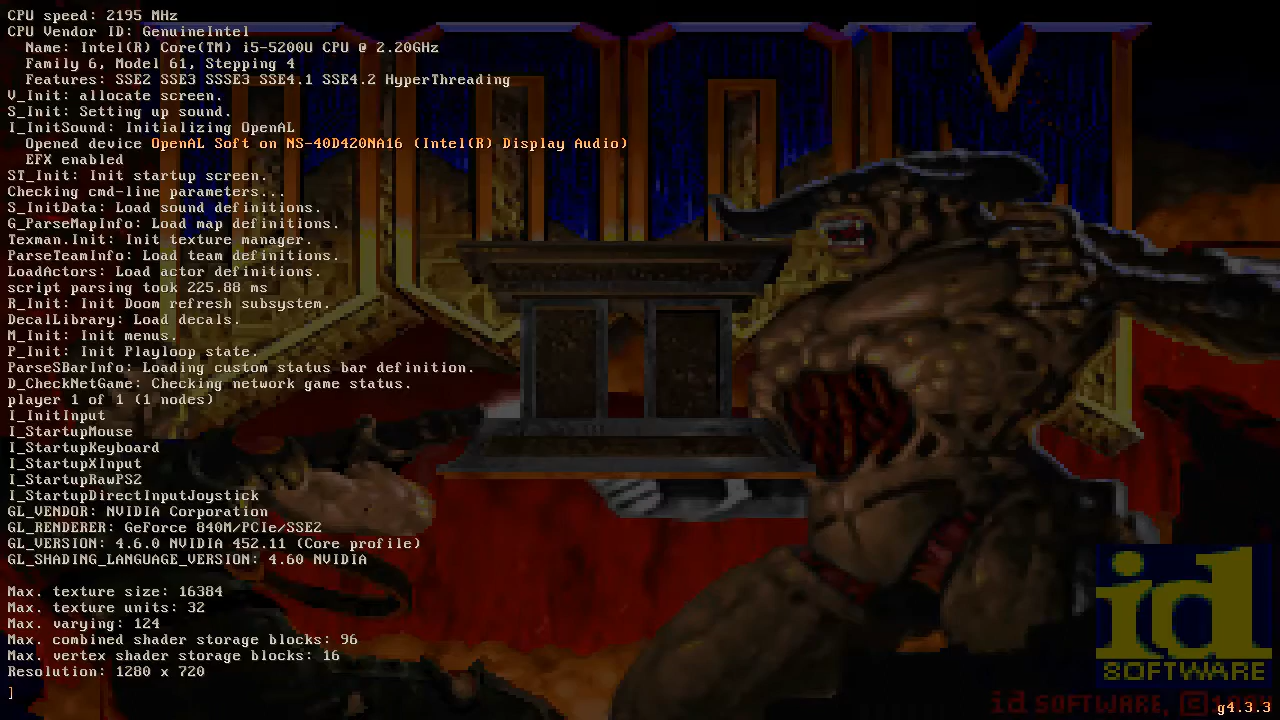 CPU speed: 2195 MHz
CPU Vendor ID: GenuineIntel
Name: Intel(R) Core(TM) i5-5200U CPU @ 2.20GHz
Family 6, Model 61, Stepping 4
Features: SSE2 SSE3 SSSE3 SSE4.1 SSE4.2 HyperThreading
V_Init: allocate screen.
S_Init: Setting up sound.
I_InitSound: Initializing OpenAL
Opened device OpenAL Soft on NS-40D420NA16 (Intel(R) Display Audio)
EFX enabled
ST_Init: Init startup screen.
Checking cmd-line parameters...
S_InitData: Load sound definitions.
G_ParseMapInfo: Load map definitions.
Texman.Init: Init texture manager.
ParseTeamInfo: Load team definitions.
LoadActors: Load actor definitions.
script parsing took 225.88 ms
R_Init: Init Doom refresh subsystem.
DecalLibrary: Load decals.
M_Init: Init menus.
P_Init: Init Playloop state.
ParseSBarInfo: Loading custom status bar definition.
D_CheckNetGame: Checking network game status.
player 1 of 1 (1 nodes)
I_InitInput
I_StartupMouse
I_StartupKeyboard
I_StartupXInput
I_StartupRawPS2
I_StartupDirectInputJoystick
GL_VENDOR: NVIDIA Corporation
GL_RENDERER: GeForce 840M/PCIe/SSE2
GL_VERSION: 4.6.0 NVIDIA 452.11 (Core profile)
GL_SHADING_LANGUAGE_VERSION: 4.60 NVIDIA
Max. texture size: 16384
Max. texture units: 32
Max. varying: 124
Max. combined shader storage blocks: 96
Max. vertex shader storage blocks: 16
Resolution: 1280 x 720
]
DOOM
II
id
SOFTWARE
id SOFTWARE, ©
g4.3.3